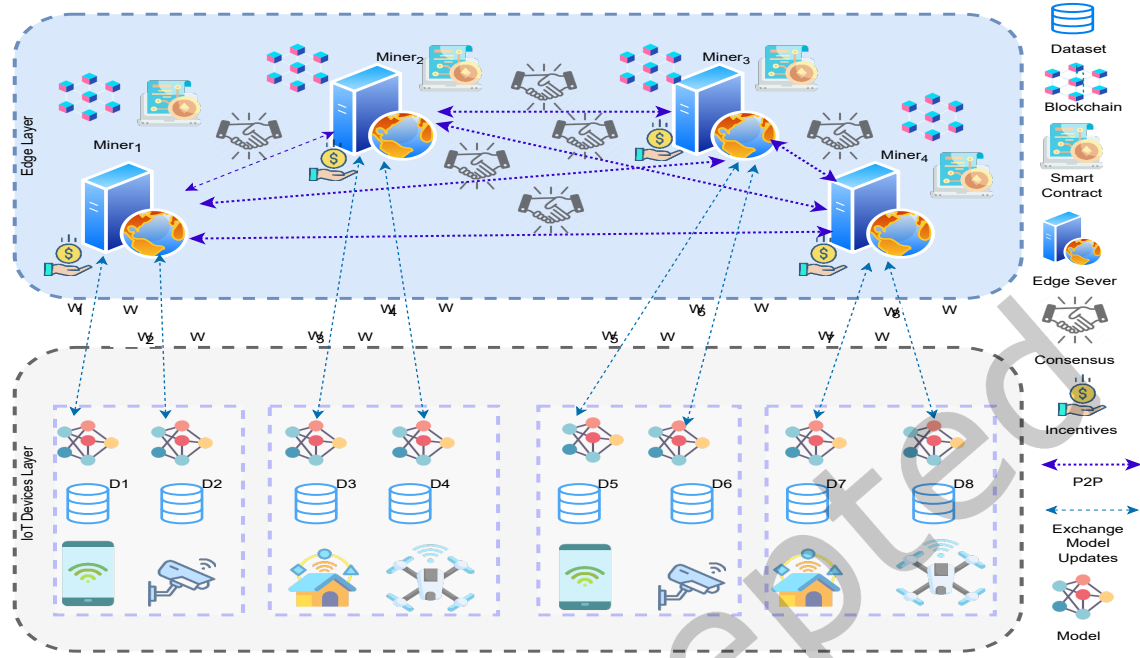 Miner2
Miner3
Miner1
Miner4
Edge Layer
Dataset
Blockchain
Smart
Contract
Edge Sever
Consensus
Incentives
P2P
Exchange
Model
Updates
Model
w1 w w4 w w6 w w8 w
w2 w w3 w w5 w w7 w
IoT Devices Layer
D1 D2 D3 D4 D5 D6 D7 D8
$ $ $ $ $